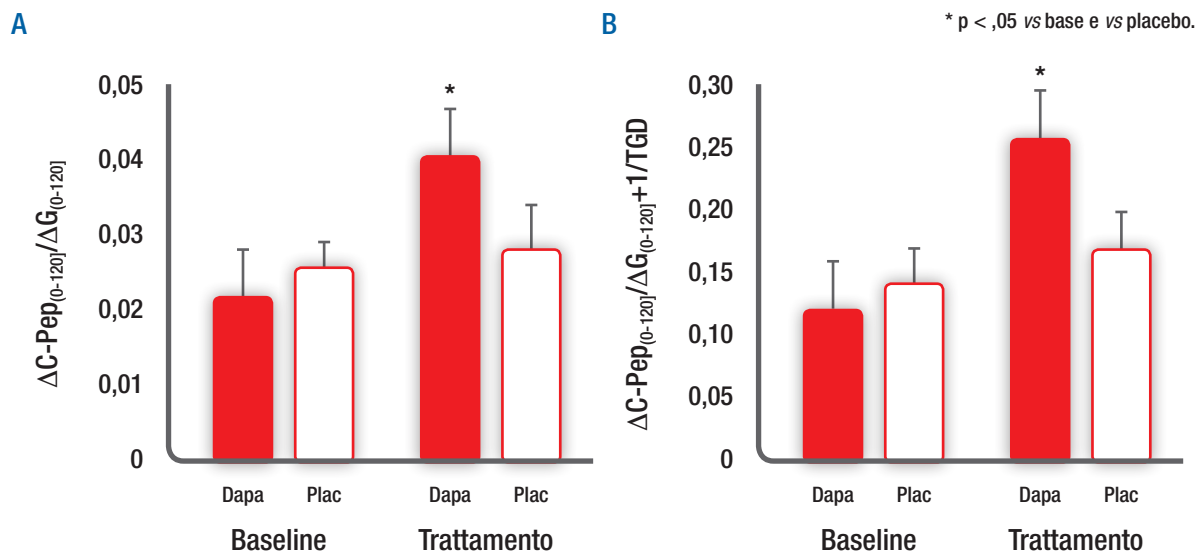 A
B
* p < ,05 vs base e vs placebo.
ΔC-Pep(0-120]/ΔG(0-120]
0,05
0,04
0,03
0,02
0,01
0
*
Dapa Plac Dapa Plac
Baseline Trattamento
ΔC-Pep(0-120]/ΔG(0-120]+1/TGD
0,30
0,25
0,20
0,15
0,10
0,05
0
*
Dapa Plac Dapa Plac
Baseline Trattamento